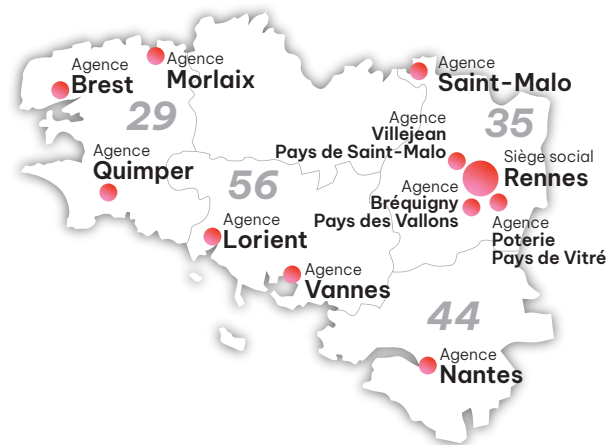 Agence
Brest
Agence
Morlaix
29
Agence
Quimper
56
Agence
Lorient
Agence
Vannes
Agence
Saint-Malo
35
Agence
Villejean
Pays de Saint-Malo
Siège social
Rennes
Agence
Bréquigny
Pays des Vallons
Agence
Poterie
Pays de Vitré
44
Agence
Nantes